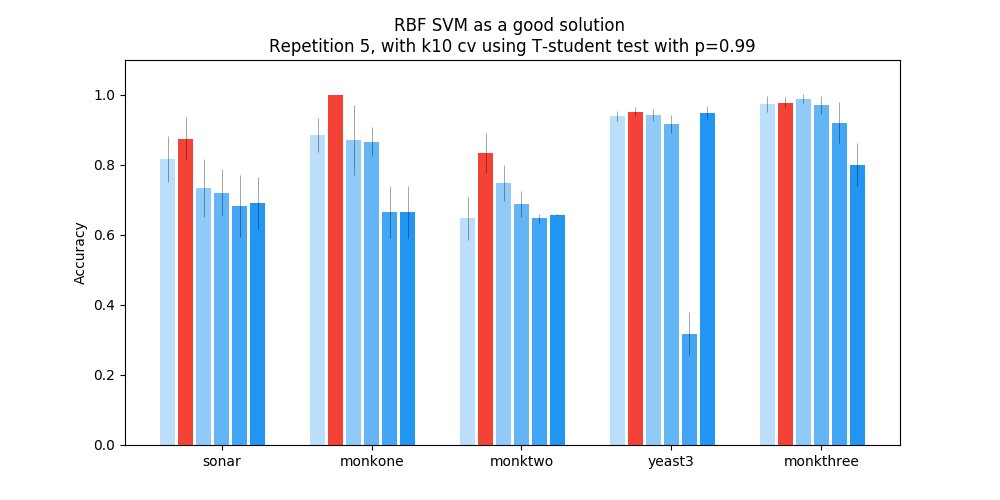 RBF SVM as a good solution
Repetition 5, with k10 cv using T-student test with p=0.99
Accuracy
1.0
0.8
0.6
0.4
0.2
0.0
sonar monkone monktwo yeast3 monkthree